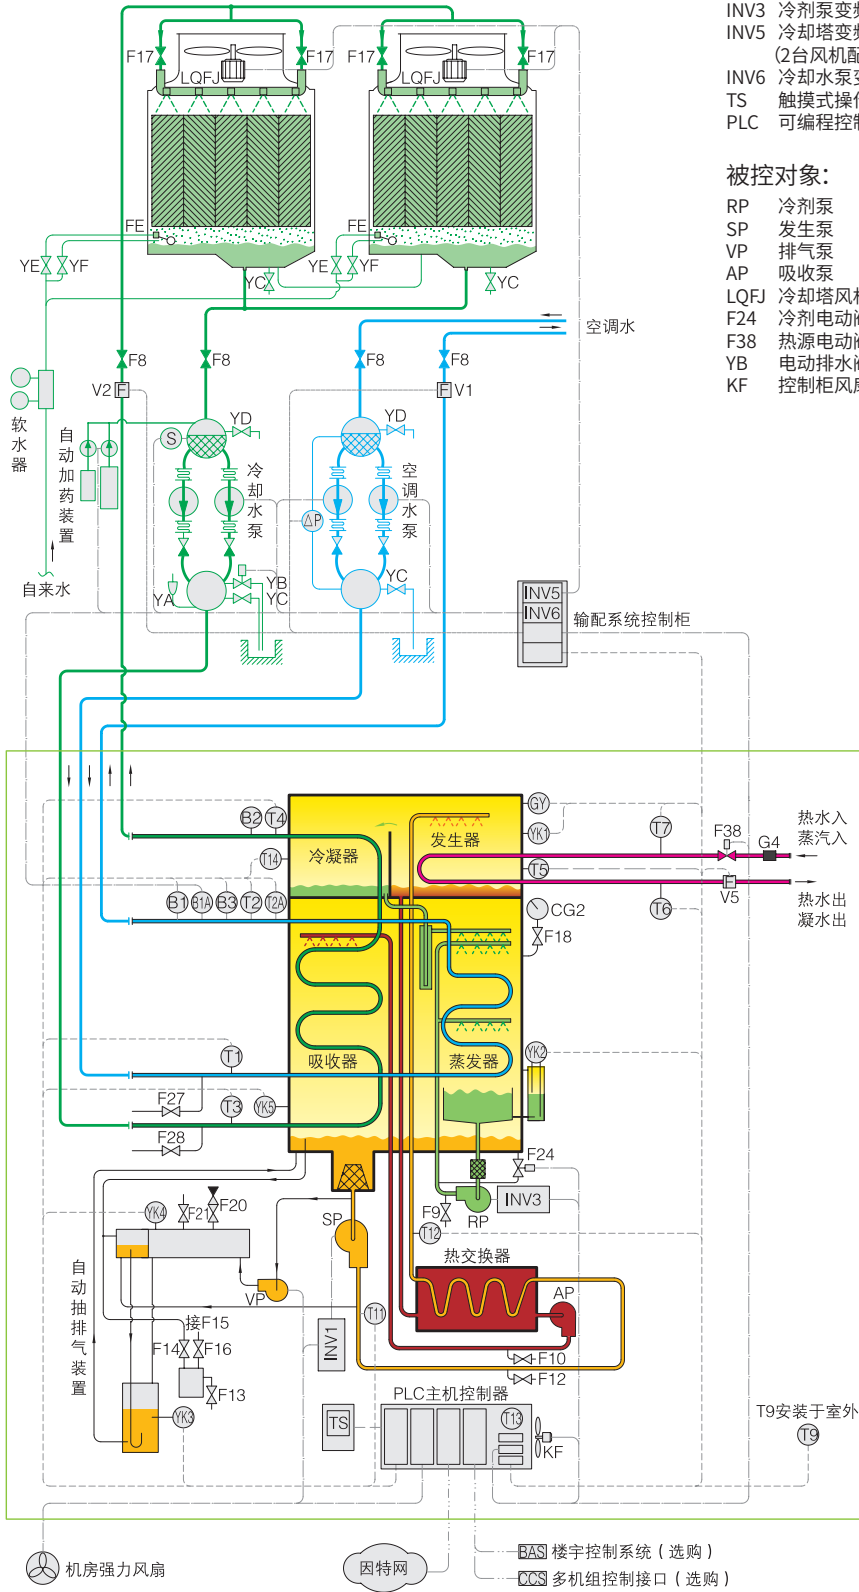 INV3 冷剂泵变频
INV5 冷却塔变频
(2台风机配
INV6 冷却水泵变
TS 触摸式操作
PLC 可编程控制
被控对象:
RP 冷剂泵
SP 发生泵
VP 排气泵
AP 吸收泵
LQFJ 冷却塔风机
F24 冷剂电动阀
F38 热源电动阀
YB 电动排水阀
KF 控制柜风扇
F17 F17 F17 F17
LQFJ LQFJ
FE FE
YE YF YE YF
YC YC
空调水
F8 F8 F8 F8
V2 F F V1
软水器
自动加药装置
S YD YD
冷却水泵
空调水泵
ΔP
自来水
YA YB
YC YC
INV5
INV6
输配系统控制柜
B2 T4 GY
冷凝器 发生器 YK1
T7 F38 G4
热水入
蒸汽入
T14 T5
B1 B1A B3 T2 T2A
CG2
F18
T6 V5
热水出
凝水出
T1
吸收器 蒸发器 YK2
F27
T3 YK5
F28
F24
YK4 F21 F20
SP F9 RP INV3
T12
热交换器
自动抽排气装置
VP AP
T11
接F15
F14 F16
INV1
F10
F12
F13
YK3
PLC主机控制器
TS T13 KF
T9安装于室外
T9
机房强力风扇
因特网
BAS 楼宇控制系统(选购)
CCS 多机组控制接口(选购)